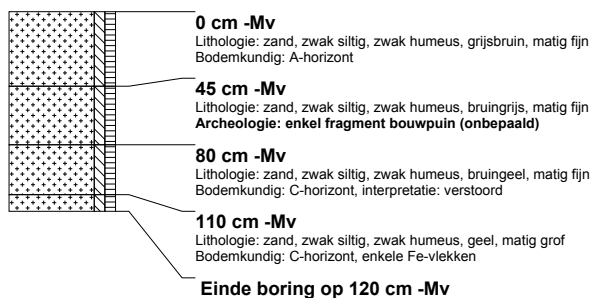 0 cm -Mv
Lithologie: zand, zwak siltig, zwak humeus, grijsbruin, matig fijn
Bodemkundig: A-horizont
45 cm -Mv
Lithologie: zand, zwak siltig, zwak humeus, bruingrijs, matig fijn
Archeologie: enkel fragment bouwpuin (onbepaald)
80 cm -Mv
Lithologie: zand, zwak siltig, zwak humeus, bruingeel, matig fijn
Bodemkundig: C-horizont, interpretatie: verstoord
110 cm -Mv
Lithologie: zand, zwak siltig, zwak humeus, geel, matig grof
Bodemkundig: C-horizont, enkele Fe-vlekken
Einde boring op 120 cm -Mv